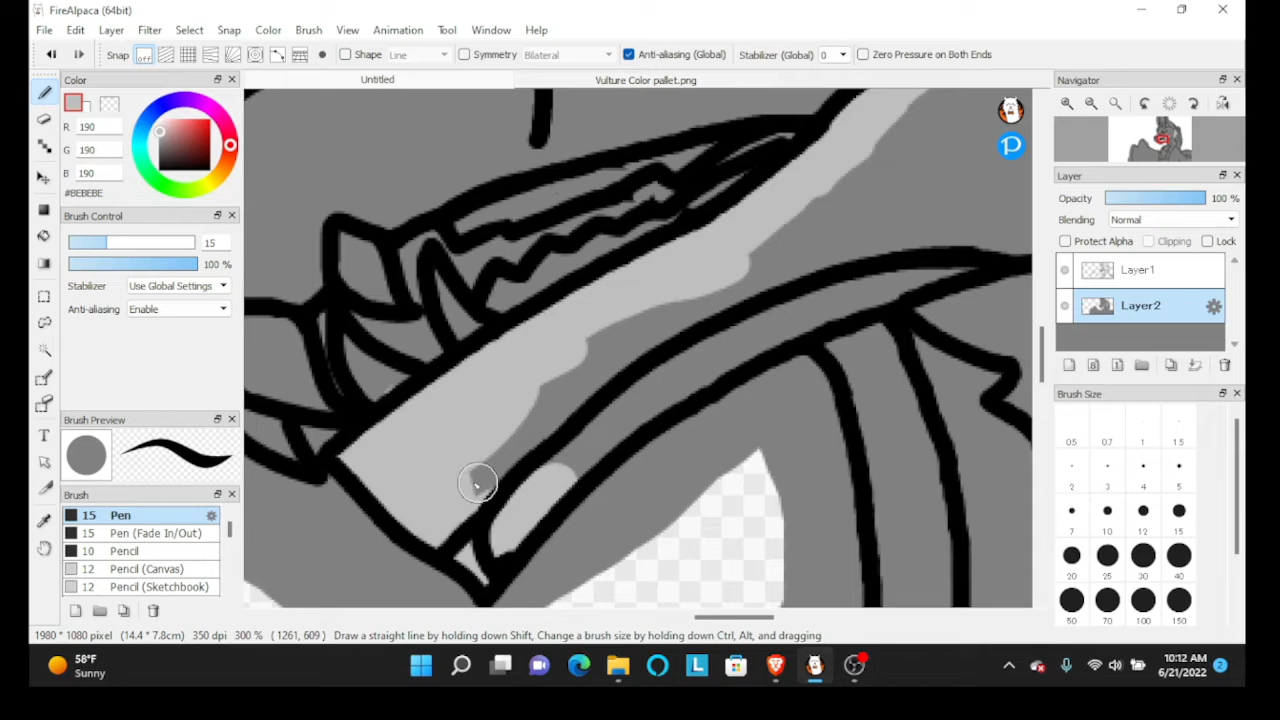 FireAlpaca (64bit)
File Edit Layer Filter Select Snap Color Brush View Animation Tool Window Help
Snap off Shape Line Symmetry Bilateral Anti-aliasing (Global) Stabilizer (Global) 0 Zero Pressure on Both Ends
Color
Untitled
Vulture Color pallet.png
Navigator
R 190
G 190
B 190
#BEBEBE
Brush Control
15
100 %
Stabilizer Use Global Settings
Anti-aliasing Enable
Brush Preview
Brush
15 Pen
15 Pen (Fade In/Out)
10 Pencil
12 Pencil (Canvas)
12 Pencil (Sketchbook)
T
P
Layer
Opacity 100 %
Blending Normal
Protect Alpha Clipping Lock
Layer1
Layer2
8 1
Brush Size
05 0.7 1 1.5
2 3 4 5
7 10 12 15
20 25 30 40
50 70 100 150
1980 * 1080 pixel (14.4 * 7.8cm) 350 dpi 300 % (1261, 609) Draw a straight line by holding down Shift, Change a brush size by holding down Ctrl, Alt, and dragging
58°F
Sunny
L
10:12 AM
6/21/2022
2